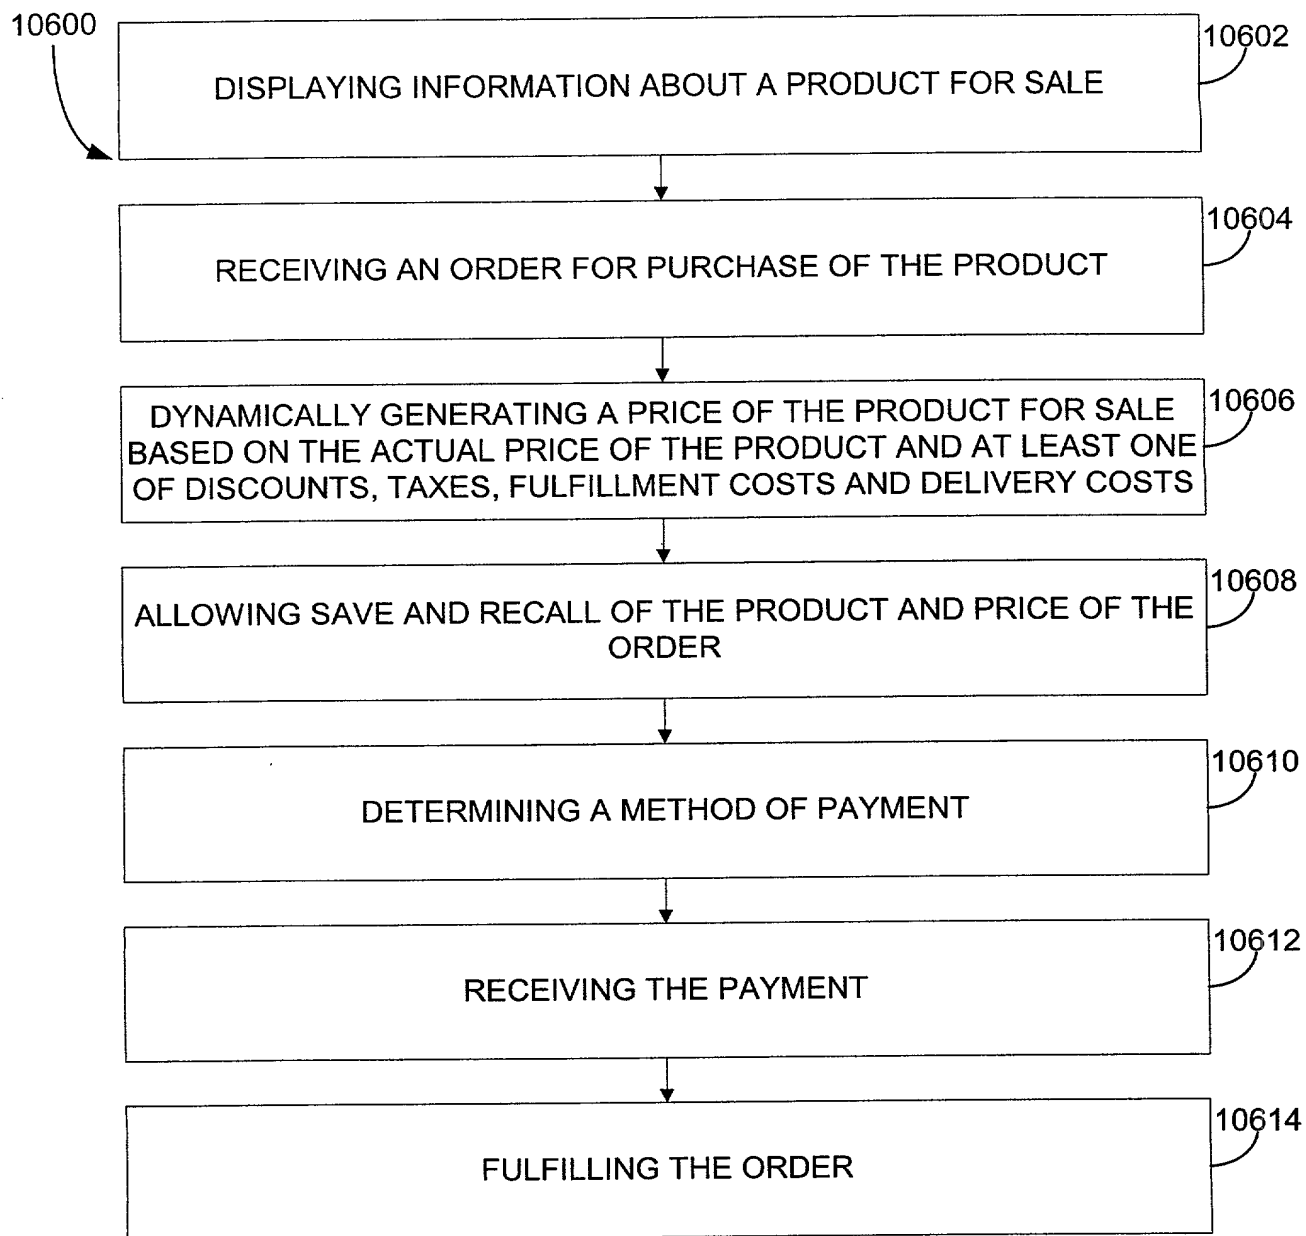 10600
10602
DISPLAYING INFORMATION ABOUT A PRODUCT FOR SALE
10604
RECEIVING AN ORDER FOR PURCHASE OF THE PRODUCT
10606
DYNAMICALLY GENERATING A PRICE OF THE PRODUCT FOR SALE
BASED ON THE ACTUAL PRICE OF THE PRODUCT AND AT LEAST ONE
OF DISCOUNTS, TAXES, FULFILLMENT COSTS AND DELIVERY COSTS
10608
ALLOWING SAVE AND RECALL OF THE PRODUCT AND PRICE OF THE
ORDER
10610
DETERMINING A METHOD OF PAYMENT
10612
RECEIVING THE PAYMENT
10614
FULFILLING THE ORDER